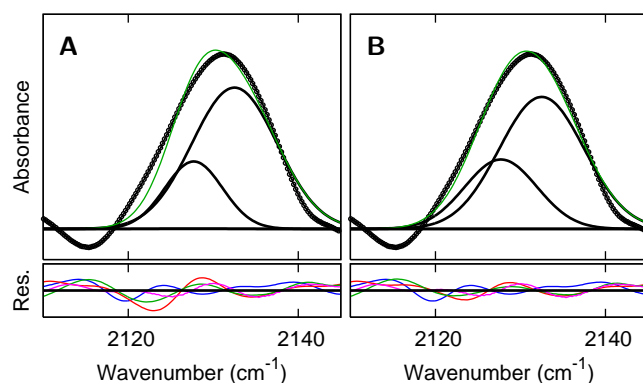 A B
Absorbance
Res.
2120 2140 2120 2140
Wavenumber (cm⁻¹) Wavenumber (cm⁻¹)